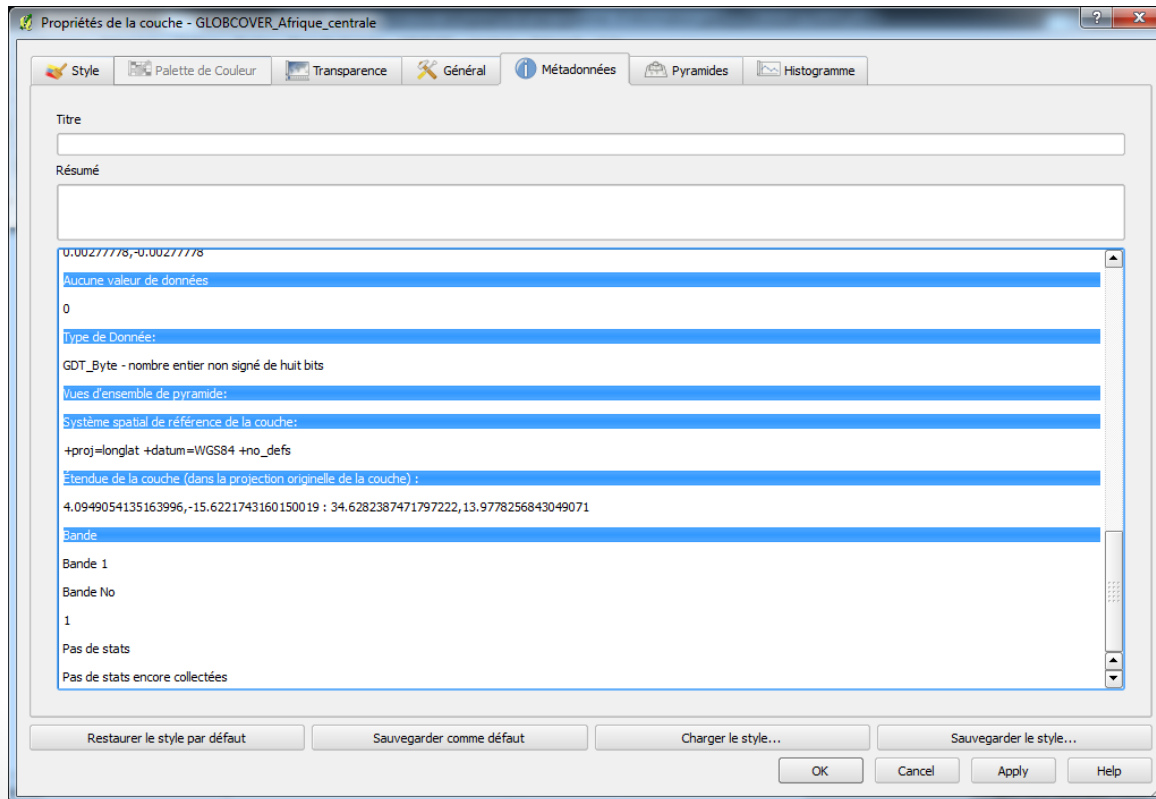 Propriétés de la couche - GLOBCOVER_Afrique_centrale
Style
Palette de Couleur
Transparence
Général
Métadonnées
Pyramides
Histogramme
Titre
Résumé
0.00277778,-0.00277778
Aucune valeur de données
0
Type de Donnée:
GDT_Byte - nombre entier non signé de huit bits
Vues d'ensemble de pyramide:
Système spatial de référence de la couche:
+proj=longlat +datum=WGS84 +no_defs
Étendue de la couche (dans la projection originelle de la couche) :
4.0949054135163996,-15.6221743160150019 : 34.6282387471797222,13.9778256843049071
Bande
Bande 1
Bande No
1
Pas de stats
Pas de stats encore collectées
Restaurer le style par défaut
Sauvegarder comme défaut
Charger le style...
Sauvegarder le style...
OK
Cancel
Apply
Help